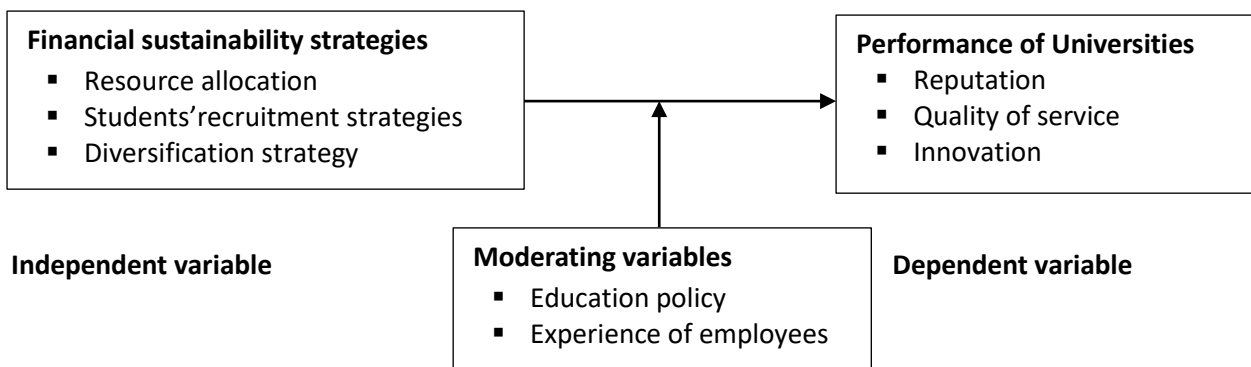 Financial sustainability strategies
▪ Resource allocation
▪ Students’recruitment strategies
▪ Diversification strategy
Performance of Universities
▪ Reputation
▪ Quality of service
▪ Innovation
Independent variable
Moderating variables
▪ Education policy
▪ Experience of employees
Dependent variable